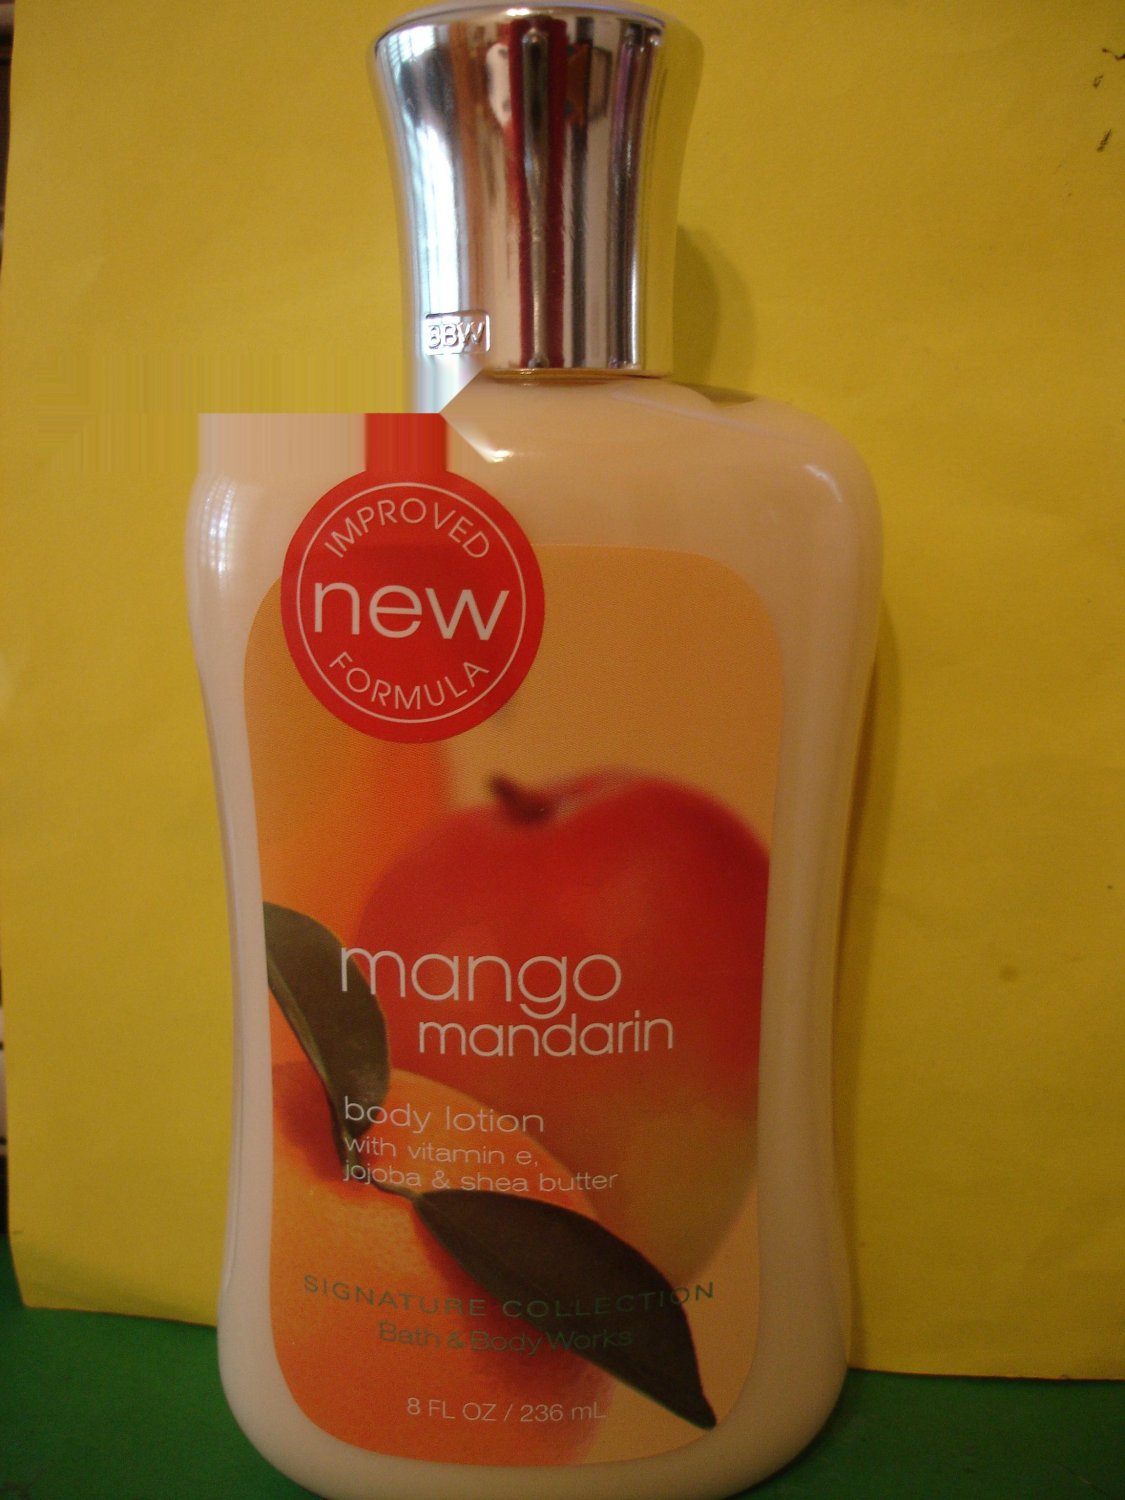 BBW
IMPROVED
new
FORMULA
mango
mandarin
body lotion
with vitamin e,
jojoba & shea butter
SIGNATURE COLLECTION
Bath & Body Works
8 FL OZ / 236 mL